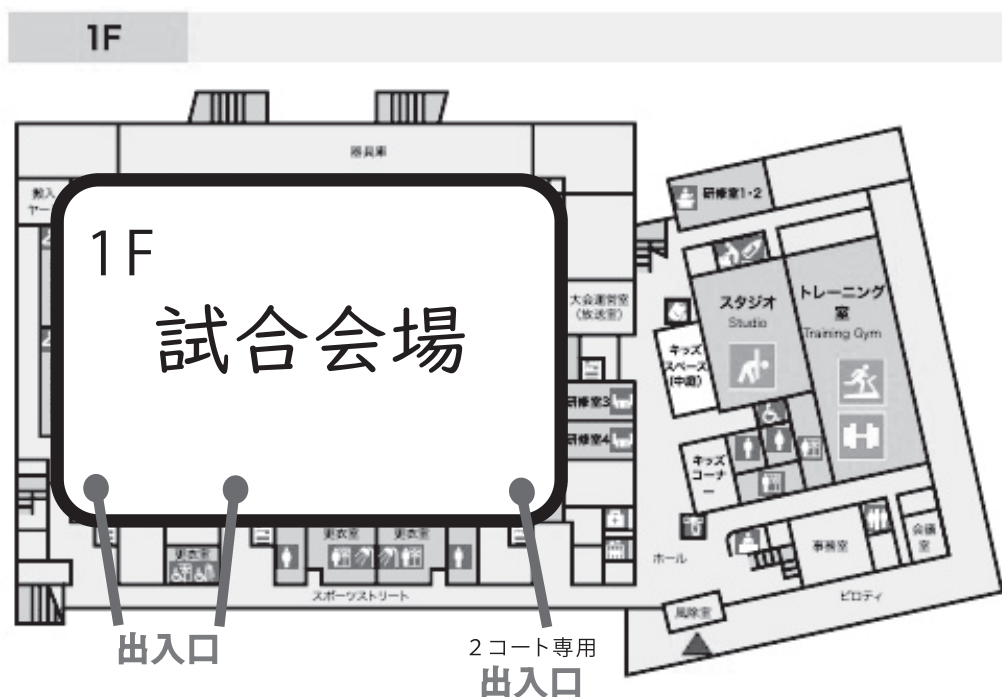 1F
器具庫
搬入
ヤー
1F
試合会場
大会運営室
（放送室）
研修室3
研修室4
研修室1・2
スタジオ
Studio
トレーニング
室
Training Gym
キッズ
スペース
(中庭)
キッズ
コーナ
ー
更衣室
更衣室
更衣室
スポーツストリート
ホール
事務室
会議
室
風除室
ピロティ
出入口
2コート専用
出入口